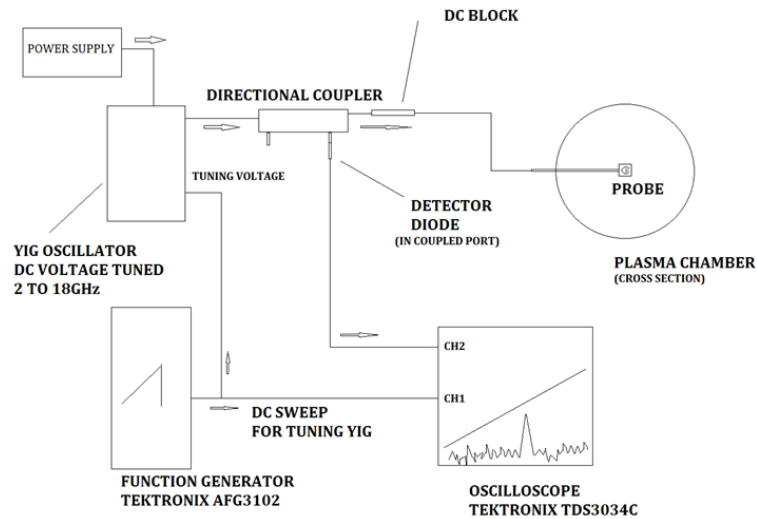 DC BLOCK
POWER SUPPLY
DIRECTIONAL COUPLER
TUNING VOLTAGE
PROBE
DETECTOR
DIODE
(IN COUPLED PORT)
YIG OSCILLATOR
DC VOLTAGE TUNED
2 TO 18GHz
PLASMA CHAMBER
(CROSS SECTION)
CH2
CH1
DC SWEEP
FOR TUNING YIG
FUNCTION GENERATOR
TEKTRONIX AFG3102
OSCILLOSCOPE
TEKTRONIX TDS3034C